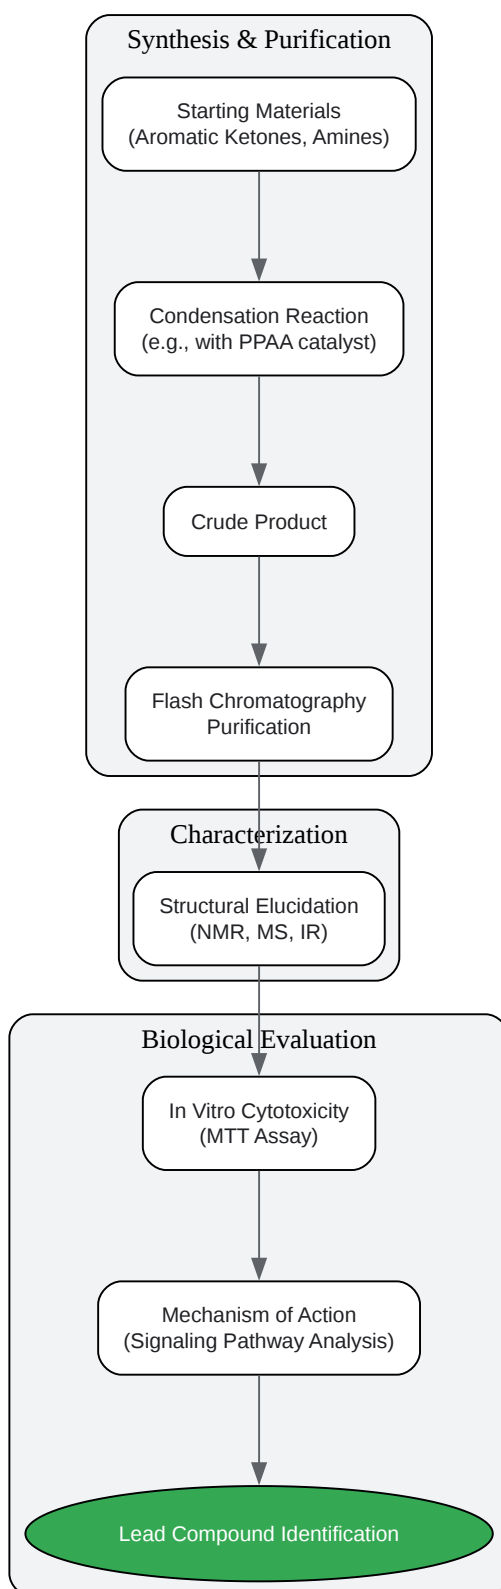 Synthesis & Purification
Starting Materials
(Aromatic Ketones, Amines)
Condensation Reaction
(e.g., with PPAA catalyst)
Crude Product
Flash Chromatography
Purification
Characterization
Structural Elucidation
(NMR, MS, IR)
Biological Evaluation
In Vitro Cytotoxicity
(MTT Assay)
Mechanism of Action
(Signaling Pathway Analysis)
Lead Compound Identification